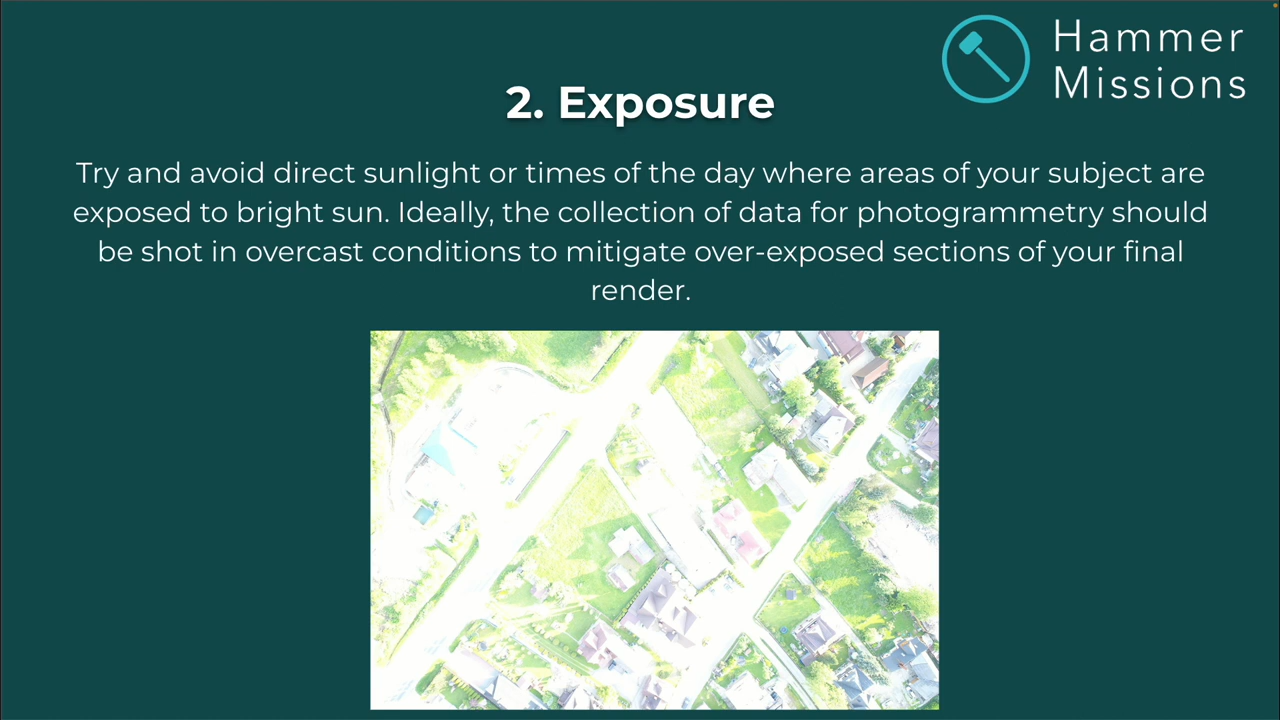 Hammer
Missions
2. Exposure
Try and avoid direct sunlight or times of the day where areas of your subject are
exposed to bright sun. Ideally, the collection of data for photogrammetry should
be shot in overcast conditions to mitigate over-exposed sections of your final
render.